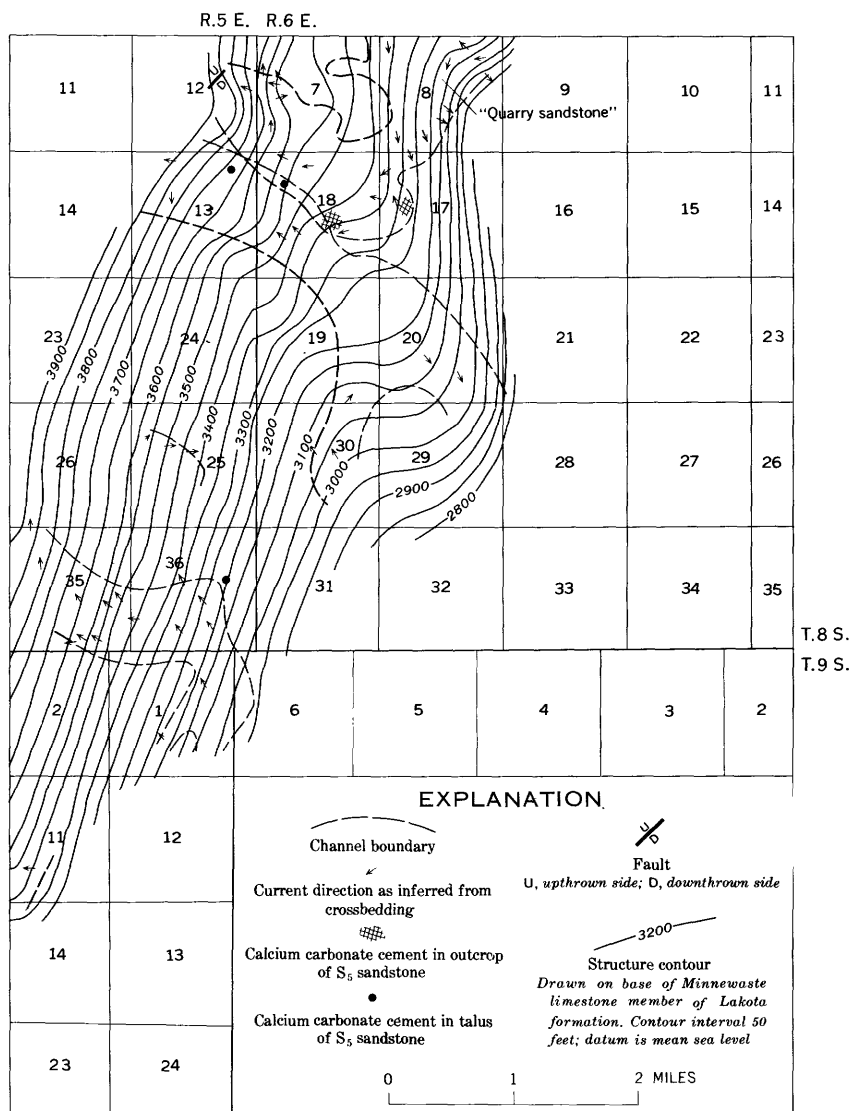 R.5 E. R.6 E.
11 12 7 8 9 10 11
U
D
"Quarry sandstone"
14 13 18 17 16 15 14
23 24 19 20 21 22 23
3900
3800
3700
3600
3500
3400
3300
3200
3100
3000
2900
2800
26 25 30 29 28 27 26
35 36 31 32 33 34 35
T.8 S.
T.9 S.
2 1 6 5 4 3 2
11 12
14 13
23 24
EXPLANATION
Channel boundary
Current direction as inferred from
crossbedding
Calcium carbonate cement in outcrop
of S₅ sandstone
Calcium carbonate cement in talus
of S₅ sandstone
U
D
Fault
U, upthrown side; D, downthrown side
3200
Structure contour
Drawn on base of Minnewaste
limestone member of Lakota
formation. Contour interval 50
feet; datum is mean sea level
0 1 2 MILES